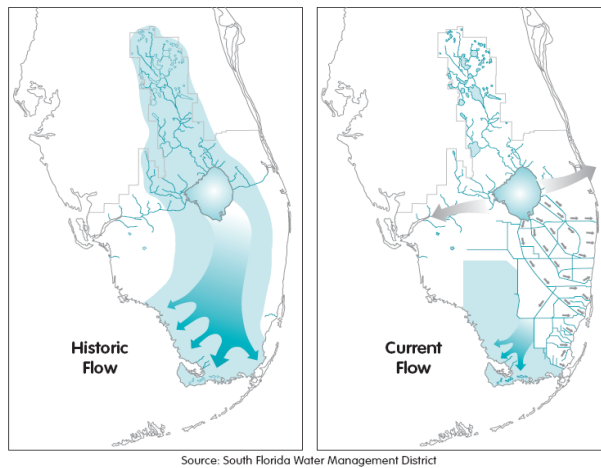 Historic
Flow
Current
Flow
Source: South Florida Water Management District